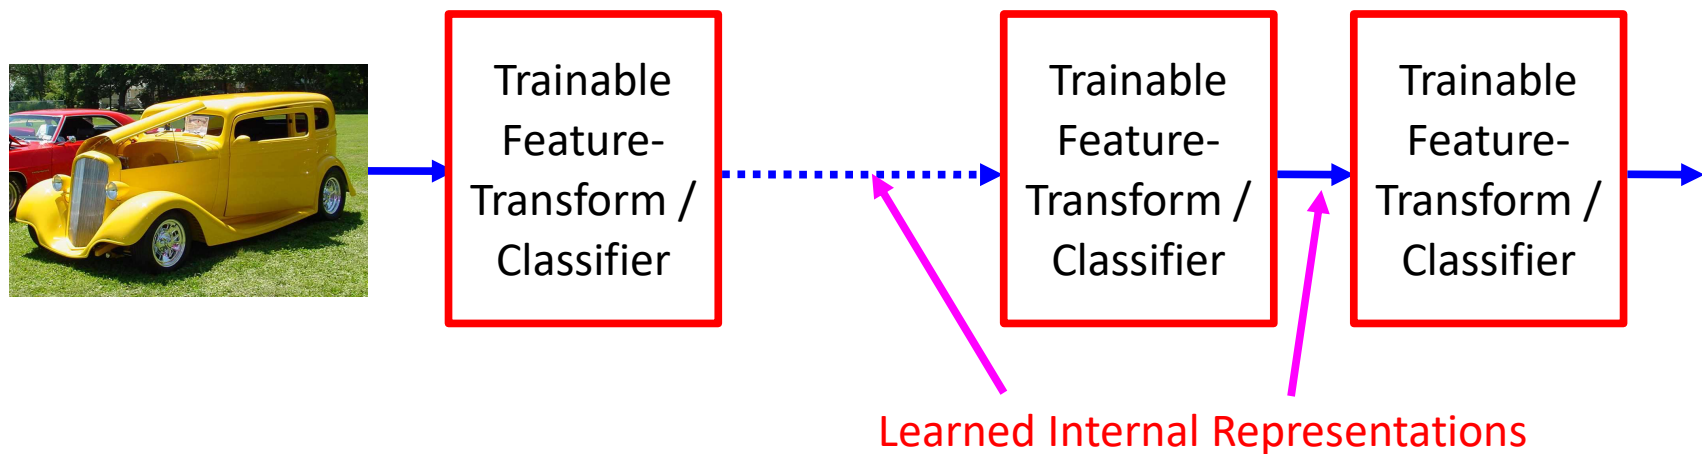 Trainable
Feature-
Transform /
Classifier
Trainable
Feature-
Transform /
Classifier
Trainable
Feature-
Transform /
Classifier
Learned Internal Representations